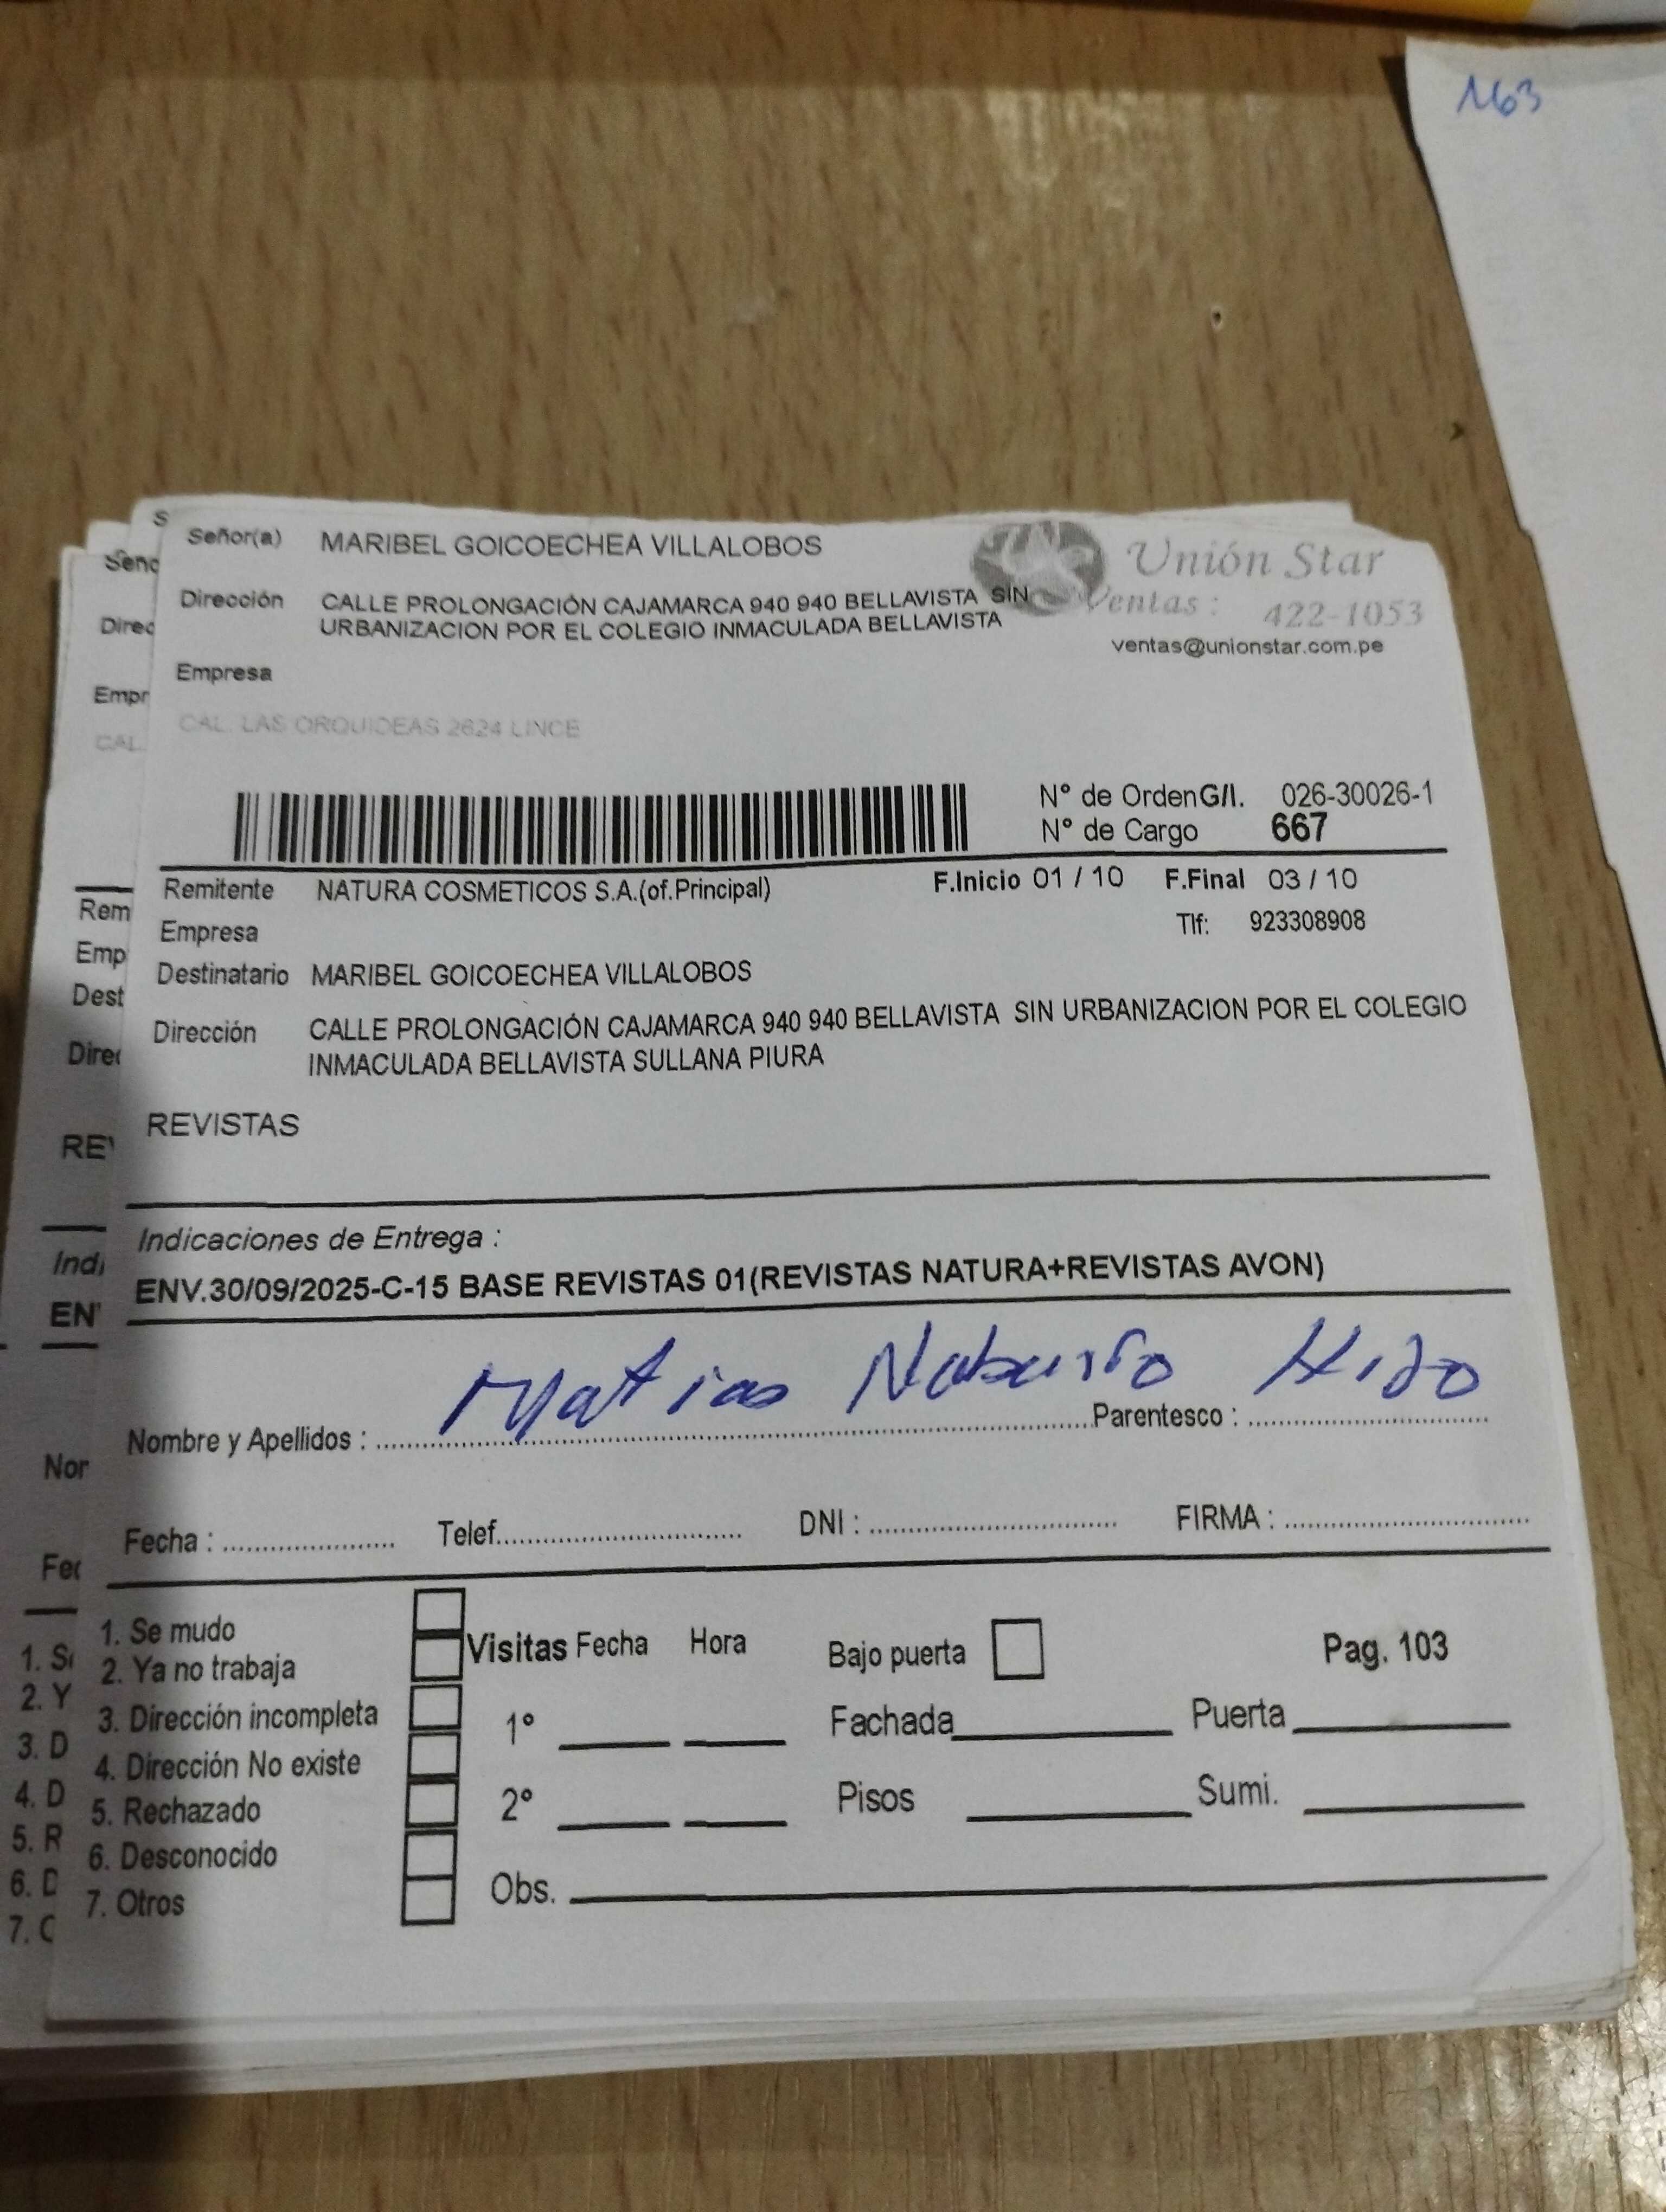 163
Señor(a) MARIBEL GOICOECHEA VILLALOBOS
Unión Star
Dirección CALLE PROLONGACIÓN CAJAMARCA 940 940 BELLAVISTA SIN
URBANIZACION POR EL COLEGIO INMACULADA BELLAVISTA
Ventas : 422-1053
ventas@unionstar.com.pe
Empresa
CAL. LAS ORQUIDEAS 2624 LINCE
N° de OrdenG/I. 026-30026-1
N° de Cargo 667
Remitente NATURA COSMETICOS S.A.(of.Principal) F.Inicio 01 / 10 F.Final 03 / 10
Empresa Tlf: 923308908
Destinatario MARIBEL GOICOECHEA VILLALOBOS
Dirección CALLE PROLONGACIÓN CAJAMARCA 940 940 BELLAVISTA SIN URBANIZACION POR EL COLEGIO
INMACULADA BELLAVISTA SULLANA PIURA
REVISTAS
Indicaciones de Entrega :
ENV.30/09/2025-C-15 BASE REVISTAS 01(REVISTAS NATURA+REVISTAS AVON)
Nombre y Apellidos : Matias Parentesco :
Fecha : Telef. DNI : FIRMA :
1. Se mudo
2. Ya no trabaja
3. Dirección incompleta
4. Dirección No existe
5. Rechazado
6. Desconocido
7. Otros
Visitas Fecha Hora Bajo puerta Pag. 103
1° Fachada Puerta
2° Pisos Sumi.
Obs.